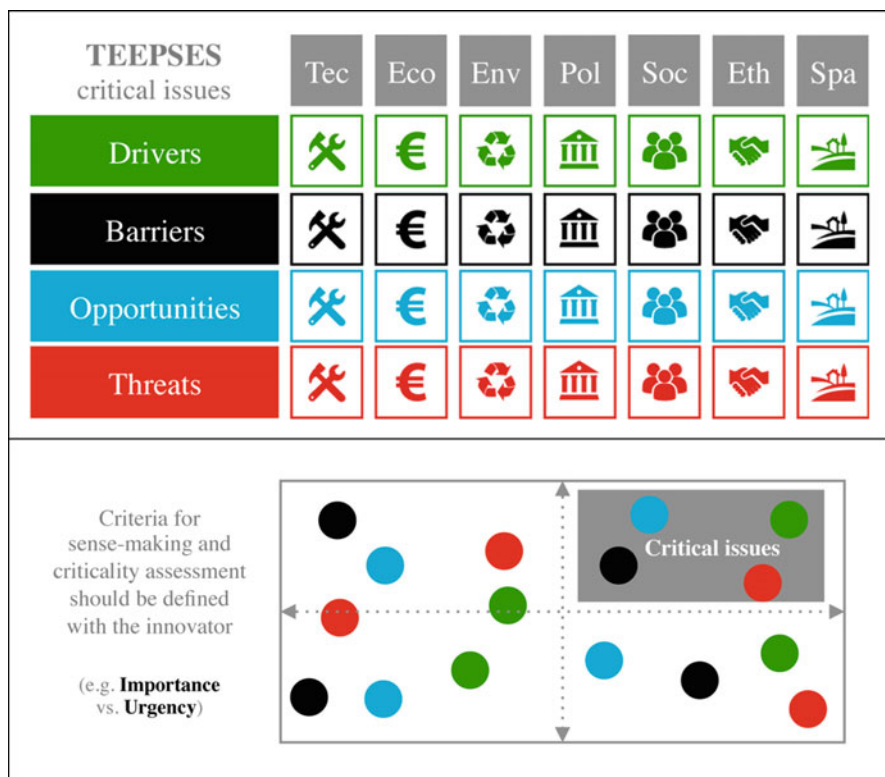 TEEPSES
critical issues
Tec Eco Env Pol Soc Eth Spa
Drivers
Barriers
Opportunities
Threats
Criteria for
sense-making and
criticality assessment
should be defined
with the innovator
(e.g. Importance
vs. Urgency)
Critical issues